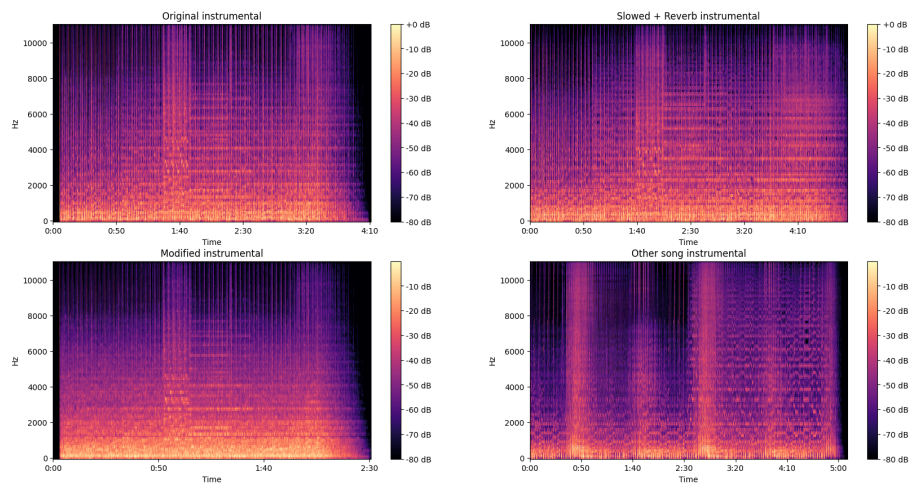 Original instrumental
Hz
10000
8000
6000
4000
2000
0
0:00 0:50 1:40 2:30 3:20 4:10
Time
+0 dB
-10 dB
-20 dB
-30 dB
-40 dB
-50 dB
-60 dB
-70 dB
-80 dB
Slowed + Reverb instrumental
Hz
10000
8000
6000
4000
2000
0
0:00 0:50 1:40 2:30 3:20 4:10
Time
+0 dB
-10 dB
-20 dB
-30 dB
-40 dB
-50 dB
-60 dB
-70 dB
-80 dB
Modified instrumental
Hz
10000
8000
6000
4000
2000
0
0:00 0:50 1:40 2:30
Time
-10 dB
-20 dB
-30 dB
-40 dB
-50 dB
-60 dB
-70 dB
-80 dB
Other song instrumental
Hz
10000
8000
6000
4000
2000
0
0:00 0:50 1:40 2:30 3:20 4:10 5:00
Time
-10 dB
-20 dB
-30 dB
-40 dB
-50 dB
-60 dB
-70 dB
-80 dB